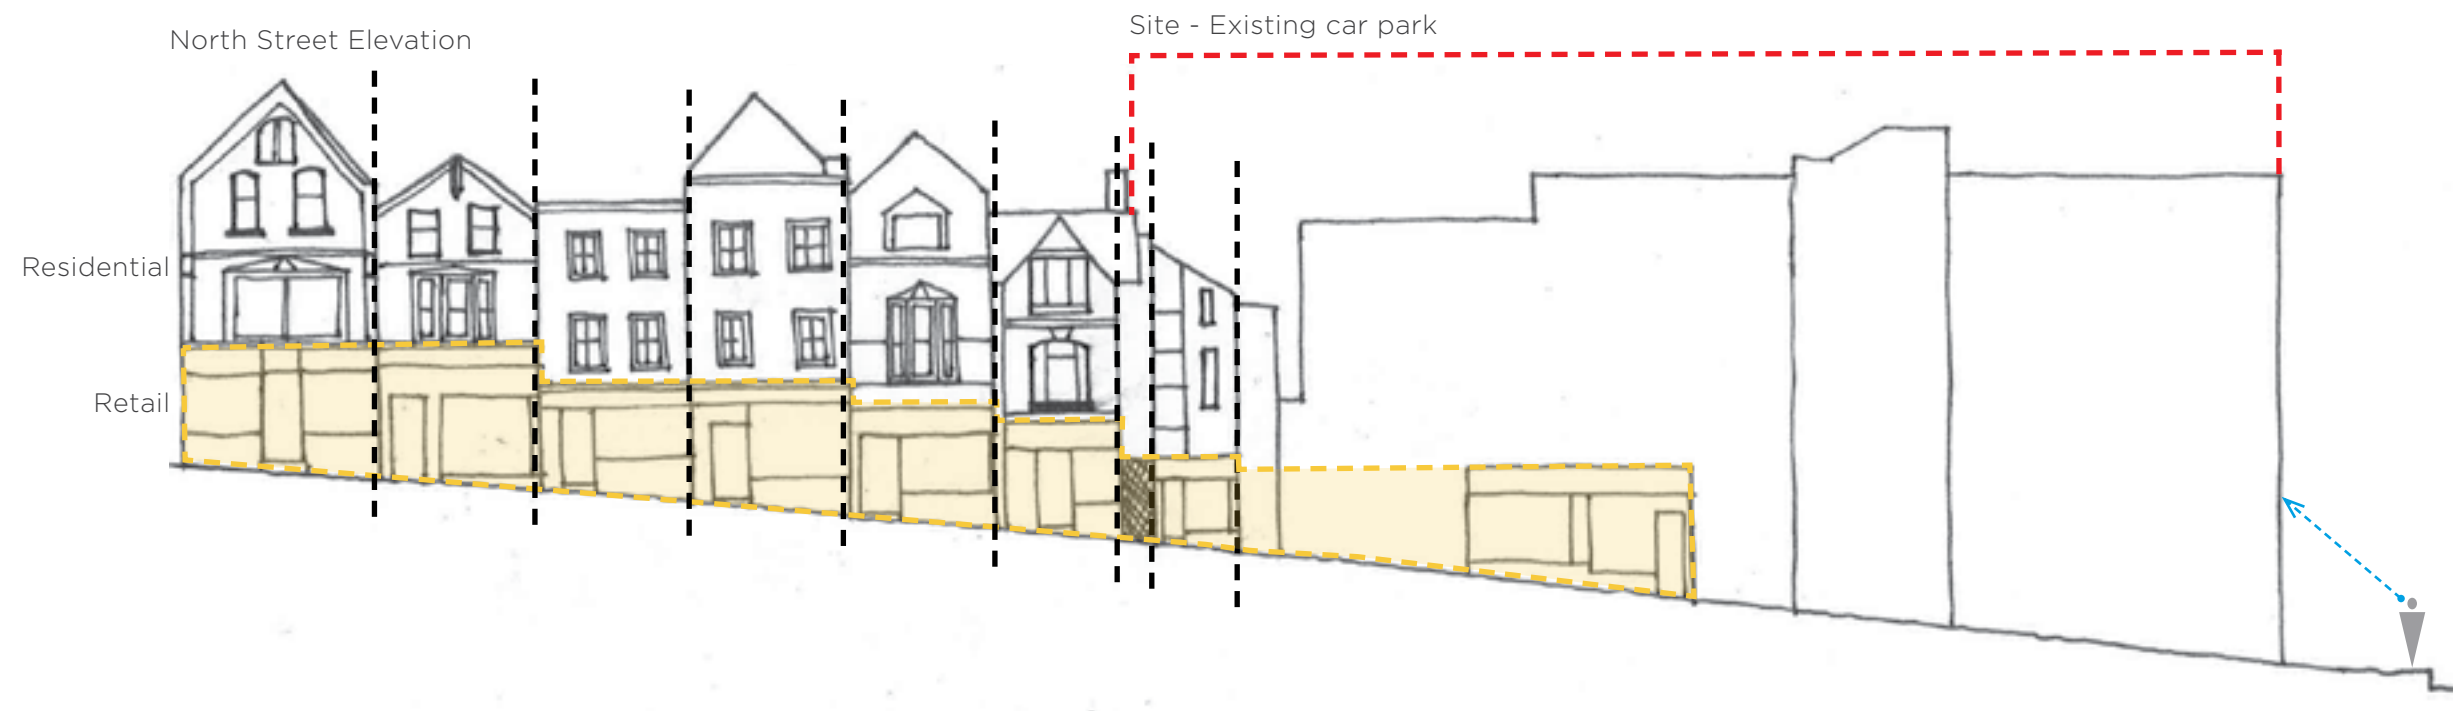 North Street Elevation
Site - Existing car park
Residential
Retail